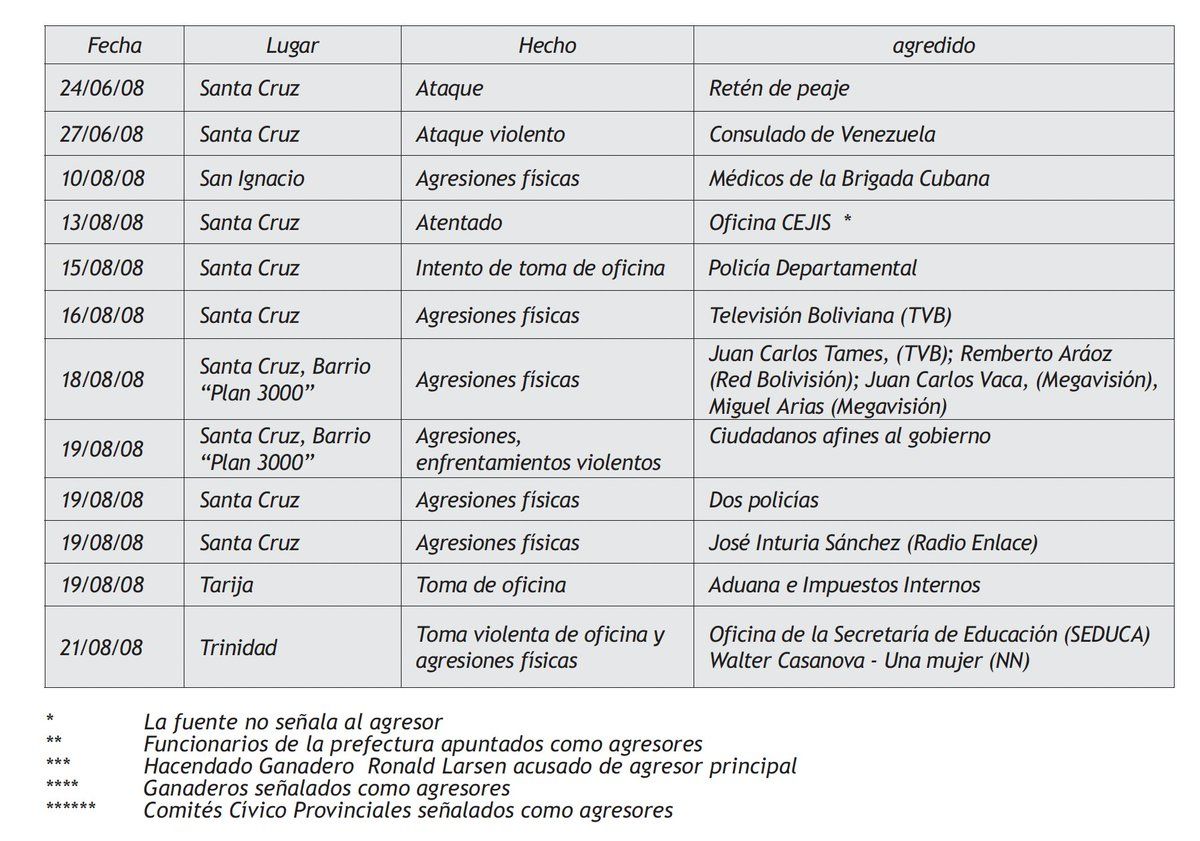 Fecha Lugar Hecho agredido
24/06/08 Santa Cruz Ataque Retén de peaje
27/06/08 Santa Cruz Ataque violento Consulado de Venezuela
10/08/08 San Ignacio Agresiones físicas Médicos de la Brigada Cubana
13/08/08 Santa Cruz Atentado Oficina CEJIS *
15/08/08 Santa Cruz Intento de toma de oficina Policía Departamental
16/08/08 Santa Cruz Agresiones físicas Televisión Boliviana (TVB)
18/08/08
Santa Cruz, Barrio
“Plan 3000”
Agresiones físicas
Juan Carlos Tames, (TVB); Remberto Aráoz
(Red Bolivisión); Juan Carlos Vaca, (Megavisión),
Miguel Arias (Megavisión)
19/08/08
Santa Cruz, Barrio
“Plan 3000”
Agresiones,
enfrentamientos violentos
Ciudadanos afines al gobierno
19/08/08 Santa Cruz Agresiones físicas Dos policías
19/08/08 Santa Cruz Agresiones físicas José Inturia Sánchez (Radio Enlace)
19/08/08 Tarija Toma de oficina Aduana e Impuestos Internos
21/08/08
Trinidad
Toma violenta de oficina y
agresiones físicas
Oficina de la Secretaría de Educación (SEDUCA)
Walter Casanova - Una mujer (NN)
* La fuente no señala al agresor
** Funcionarios de la prefectura apuntados como agresores
*** Hacendado Ganadero Ronald Larsen acusado de agresor principal
**** Ganaderos señalados como agresores
****** Comités Cívico Provinciales señalados como agresores